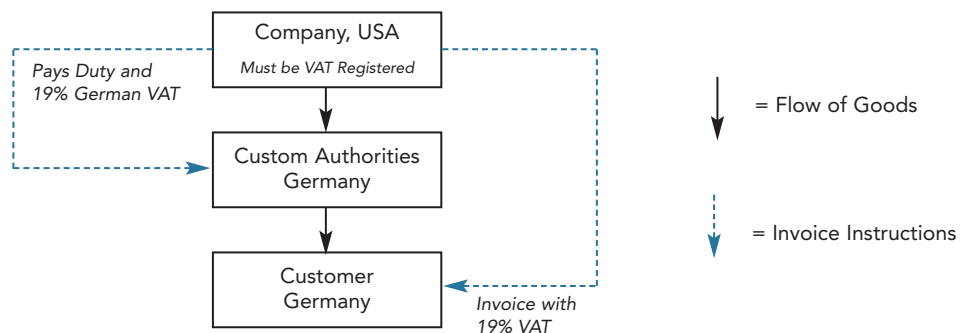 Company, USA
Must be VAT Registered
Pays Duty and
19% German VAT
= Flow of Goods
Custom Authorities
Germany
= Invoice Instructions
Customer
Germany
Invoice with
19% VAT